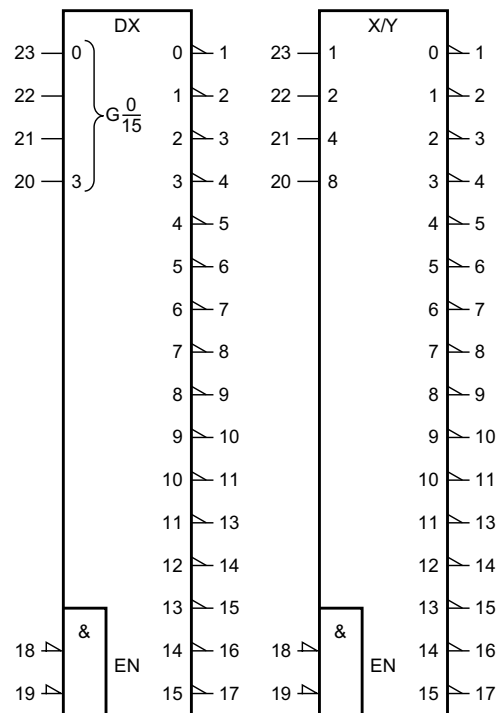 DX X/Y
23 0 0 1 23 1 0 1
22 1 2 22 2 1 2
G 0/15
21 2 3 21 4 2 3
20 3 3 4 20 8 3 4
4 5 4 5
5 6 5 6
6 7 6 7
7 8 7 8
8 9 8 9
9 10 9 10
10 11 10 11
11 13 11 13
12 14 12 14
13 15 13 15
& &
18 14 16 18 14 16
EN EN
19 15 17 19 15 17